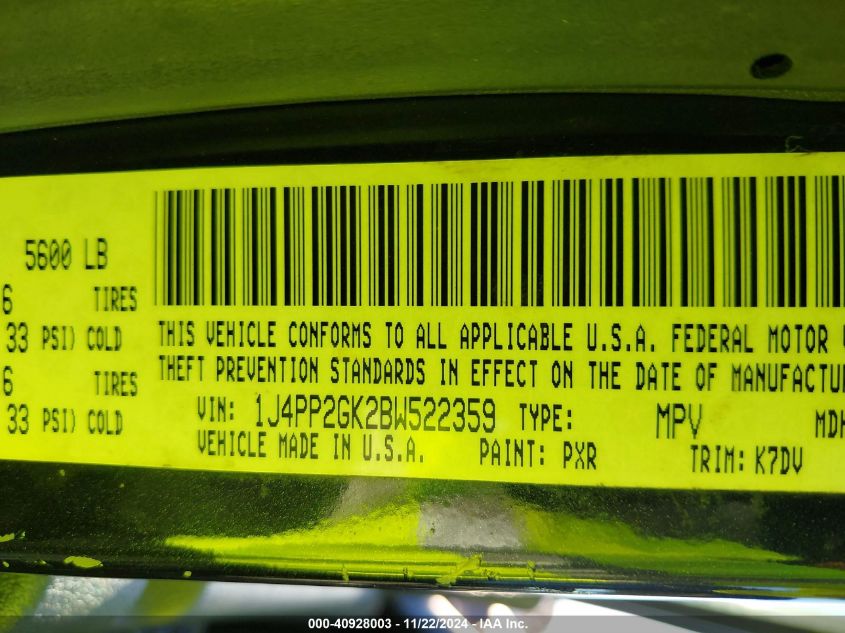 5600 LB
6 TIRES
33 PSI) COLD
6 TIRES
33 PSI) COLD
THIS VEHICLE CONFORMS TO ALL APPLICABLE U.S.A. FEDERAL MOTOR
THEFT PREVENTION STANDARDS IN EFFECT ON THE DATE OF MANUFACTU
VIN: 1J4PP2GK2BW522359 TYPE: MPV MDH
VEHICLE MADE IN U.S.A. PAINT: PXR TRIM: K7DV
000-40928003 - 11/22/2024 - IAA Inc.